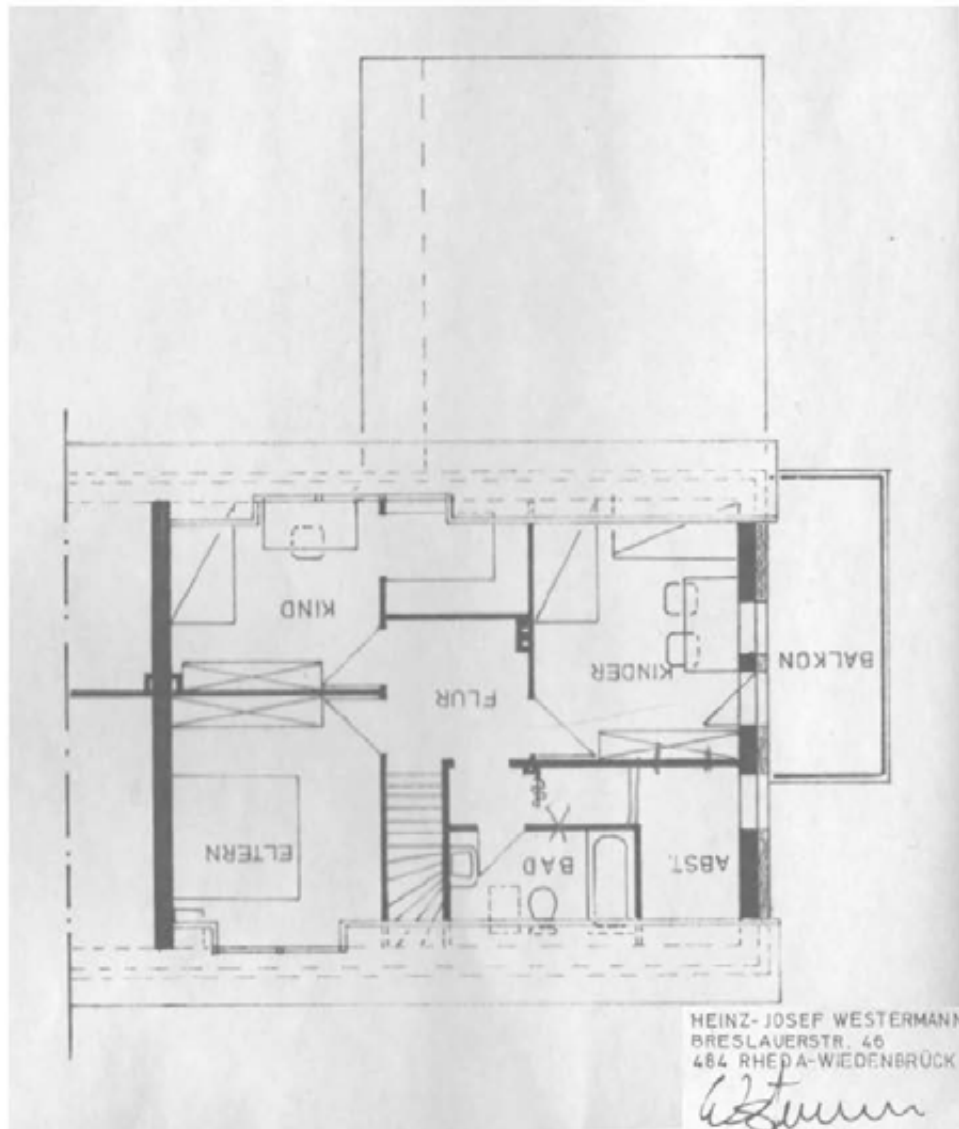 KIND
KINDER
BALKON
FLUR
ELTERN
BAD
ABST.
HEINZ-JOSEF WESTERMANN
BRESLAUERSTR. 46
484 RHEDA-WIEDENBRÜCK